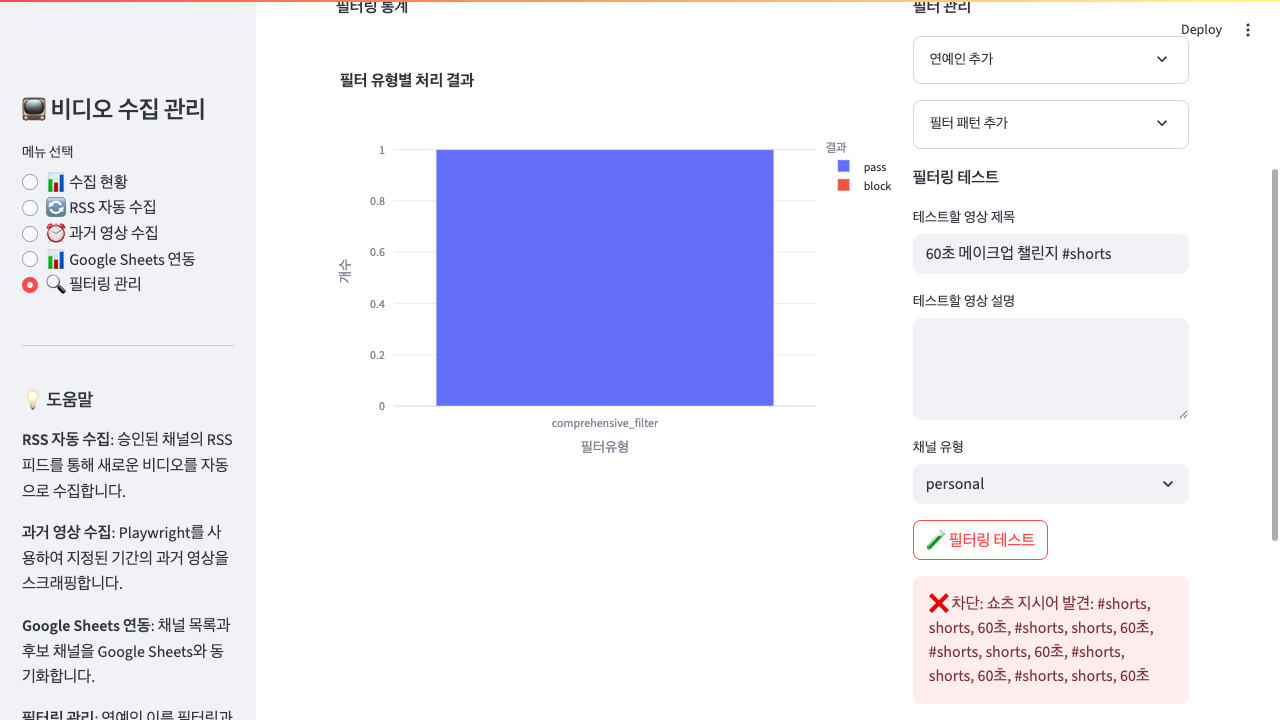 비디오 수집 관리
메뉴 선택
수집 현황
RSS 자동 수집
과거 영상 수집
Google Sheets 연동
필터링 관리
도움말
RSS 자동 수집: 승인된 채널의 RSS
피드를 통해 새로운 비디오를 자동
으로 수집합니다.
과거 영상 수집: Playwright를 사
용하여 지정된 기간의 과거 영상을
스크래핑합니다.
Google Sheets 연동: 채널 목록과
후보 채널을 Google Sheets와 동
기화합니다.
필터링 관리: 연예인 이름 필터링과
필터링 통계
필터 유형별 처리 결과
1
0.8
0.6
0.4
0.2
0
개수
comprehensive_filter
필터유형
결과
pass
block
Deploy
필터 관리
연예인 추가
필터 패턴 추가
필터링 테스트
테스트할 영상 제목
60초 메이크업 챌린지 #shorts
테스트할 영상 설명
채널 유형
personal
필터링 테스트
차단: 쇼츠 지시어 발견: #shorts,
shorts, 60초, #shorts, shorts, 60초,
#shorts, shorts, 60초, #shorts,
shorts, 60초, #shorts, shorts, 60초